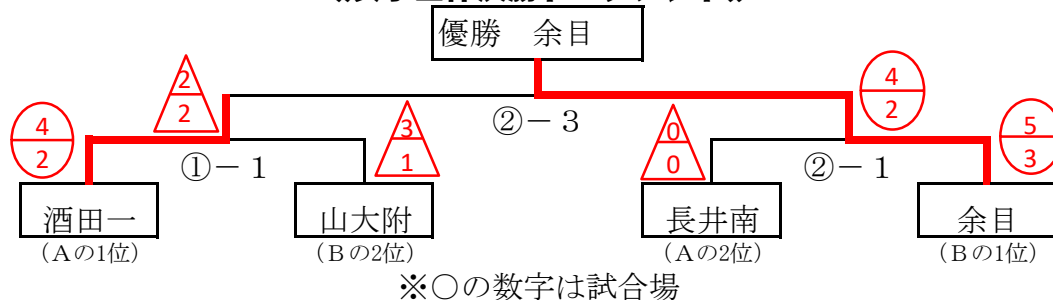 優勝 余目
2
2
4
2
②-3
4
2
3
1
0
0
5
3
①-1
②-1
酒田一
山大附
長井南
余目
(Aの1位)
(Bの2位)
(Aの2位)
(Bの1位)
※○の数字は試合場